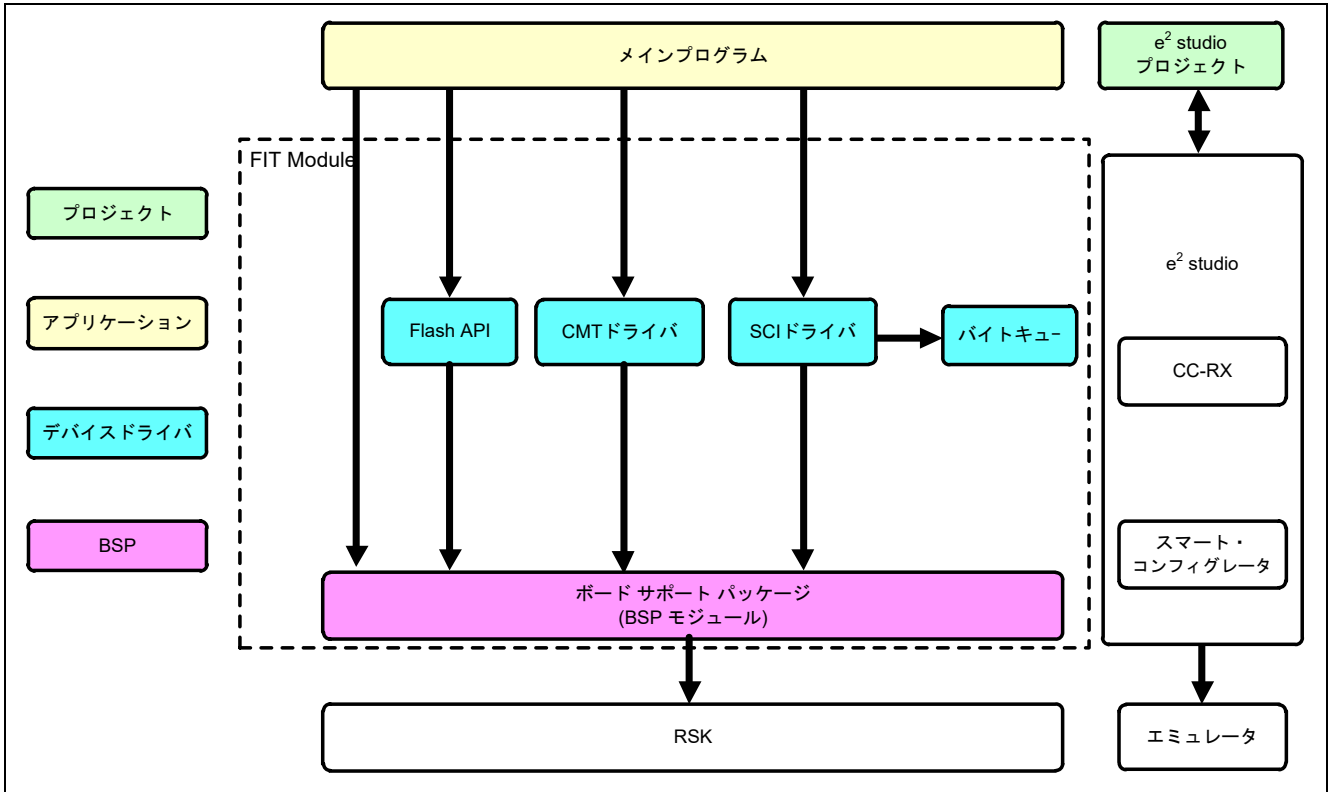 メインプログラム
e² studio
プロジェクト
FIT Module
プロジェクト
アプリケーション
デバイスドライバ
BSP
Flash API
CMTドライバ
SCIドライバ
バイトキュー
ボード サポート パッケージ
(BSP モジュール)
RSK
e² studio
CC-RX
スマート・
コンフィグレータ
エミュレータ